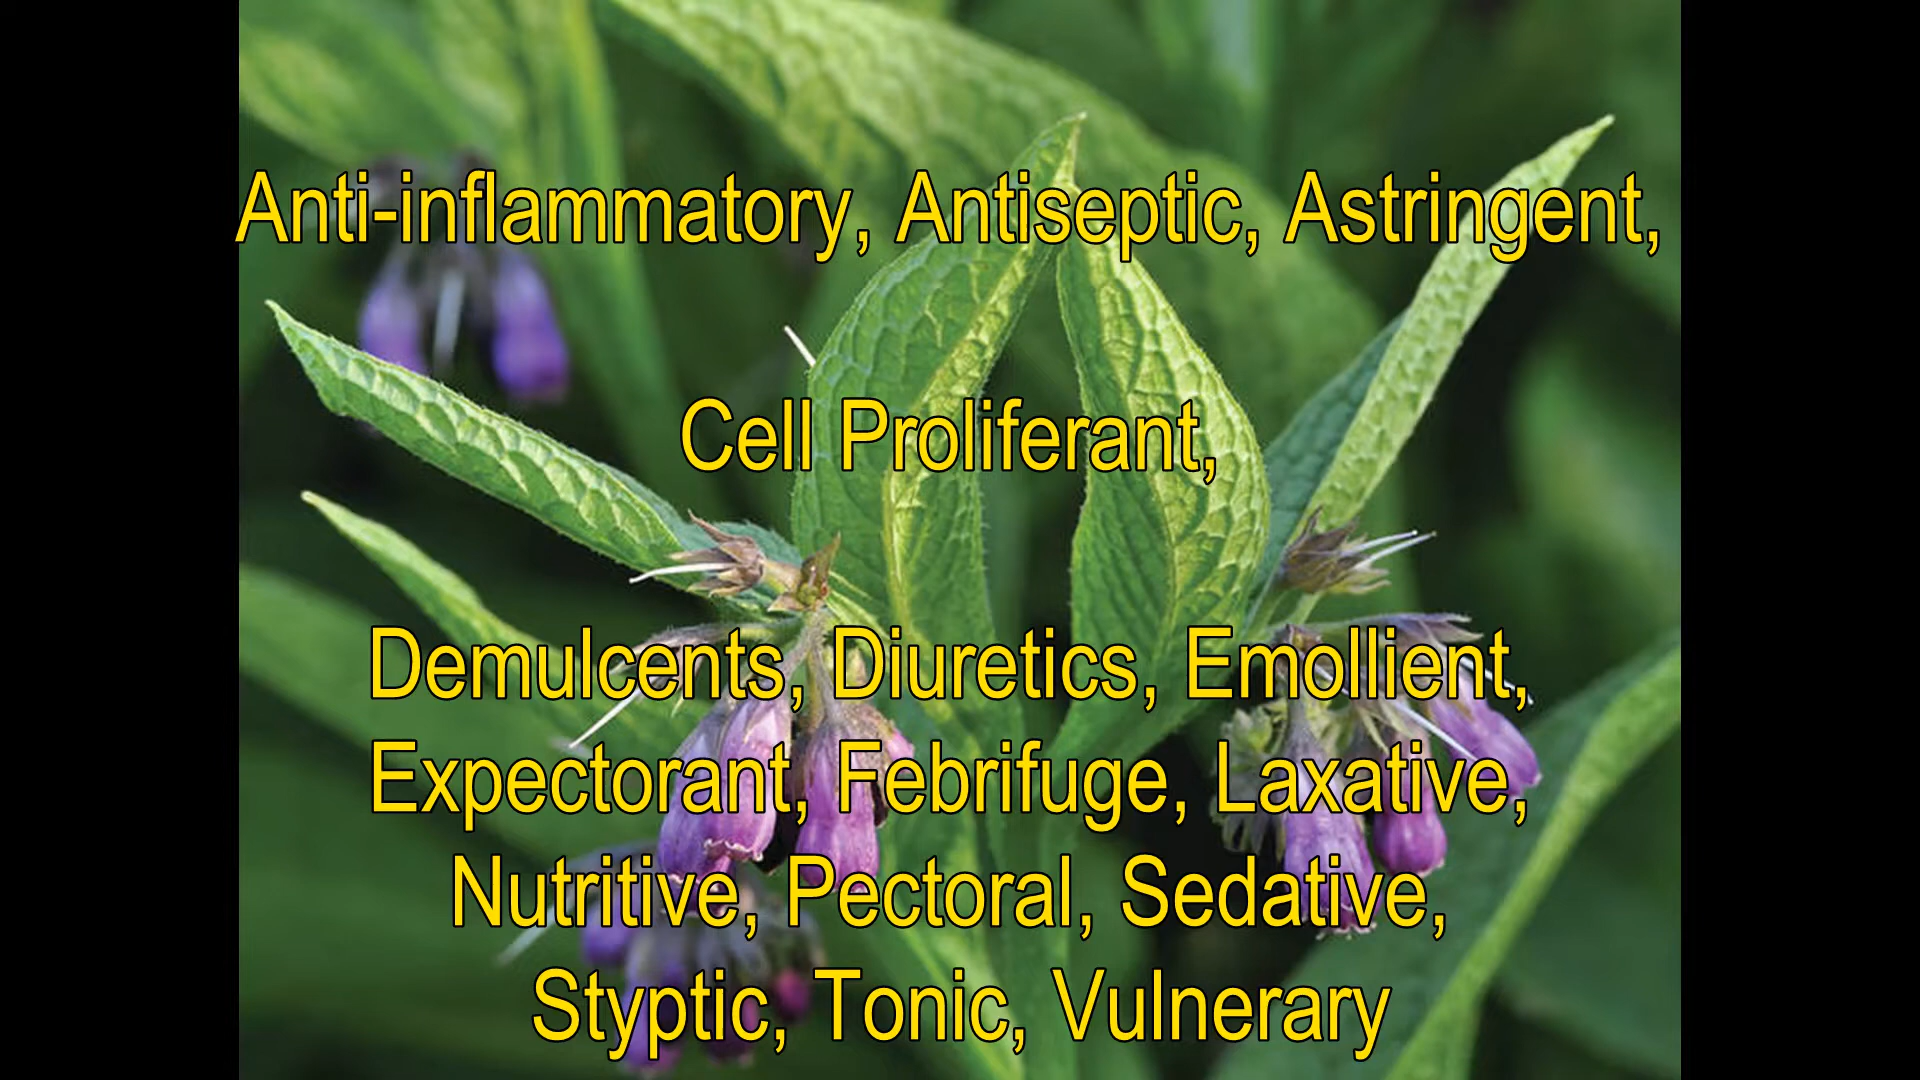 Anti-inflammatory, Antiseptic, Astringent,
Cell Proliferant,
Demulcents, Diuretics, Emollient,
Expectorant, Febrifuge, Laxative,
Nutritive, Pectoral, Sedative,
Styptic, Tonic, Vulnerary